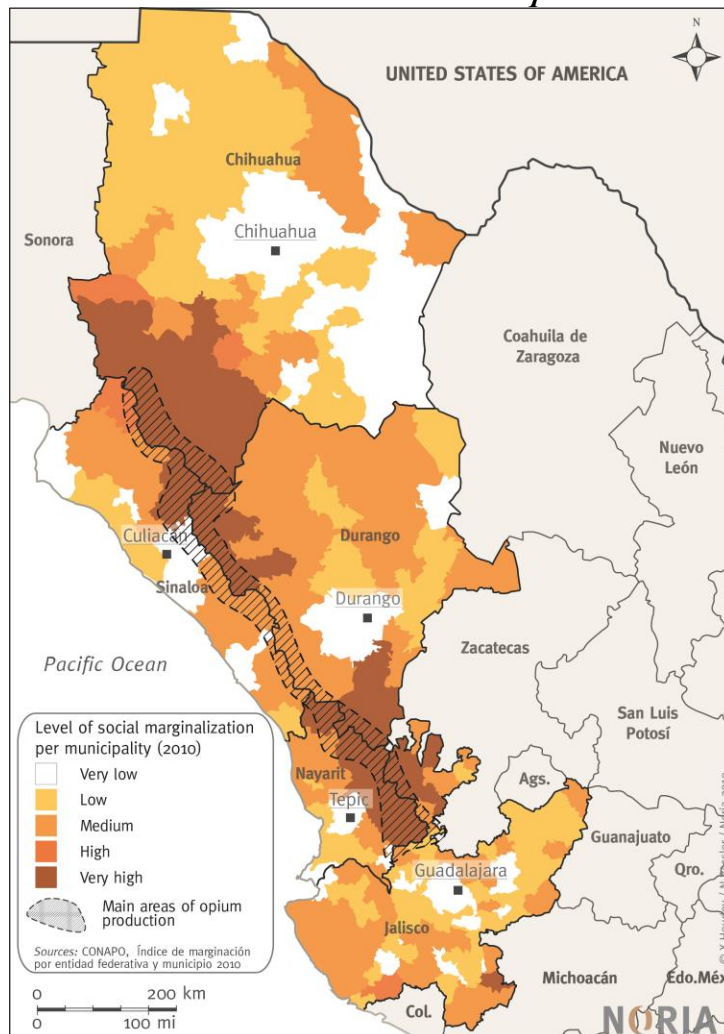 N
UNITED STATES OF AMERICA
Chihuahua
Sonora
Chihuahua
Coahuila de
Zaragoza
Nuevo
León
Culiacán
Durango
Sinaloa
Durango
Pacific Ocean
Zacatecas
San Luis
Potosí
Level of social marginalization
per municipality (2010)
Very low
Low
Medium
High
Very high
Main areas of opium
production
Sources: CONAPO, Índice de marginación
por entidad federativa y municipio 2010
Nayarit
Tepic
Ags.
Guanajuato
Qro.
Guadalajara
Jalisco
Michoacán
Edo.Méx
Col.
0 200 km
100 mi
NORIA